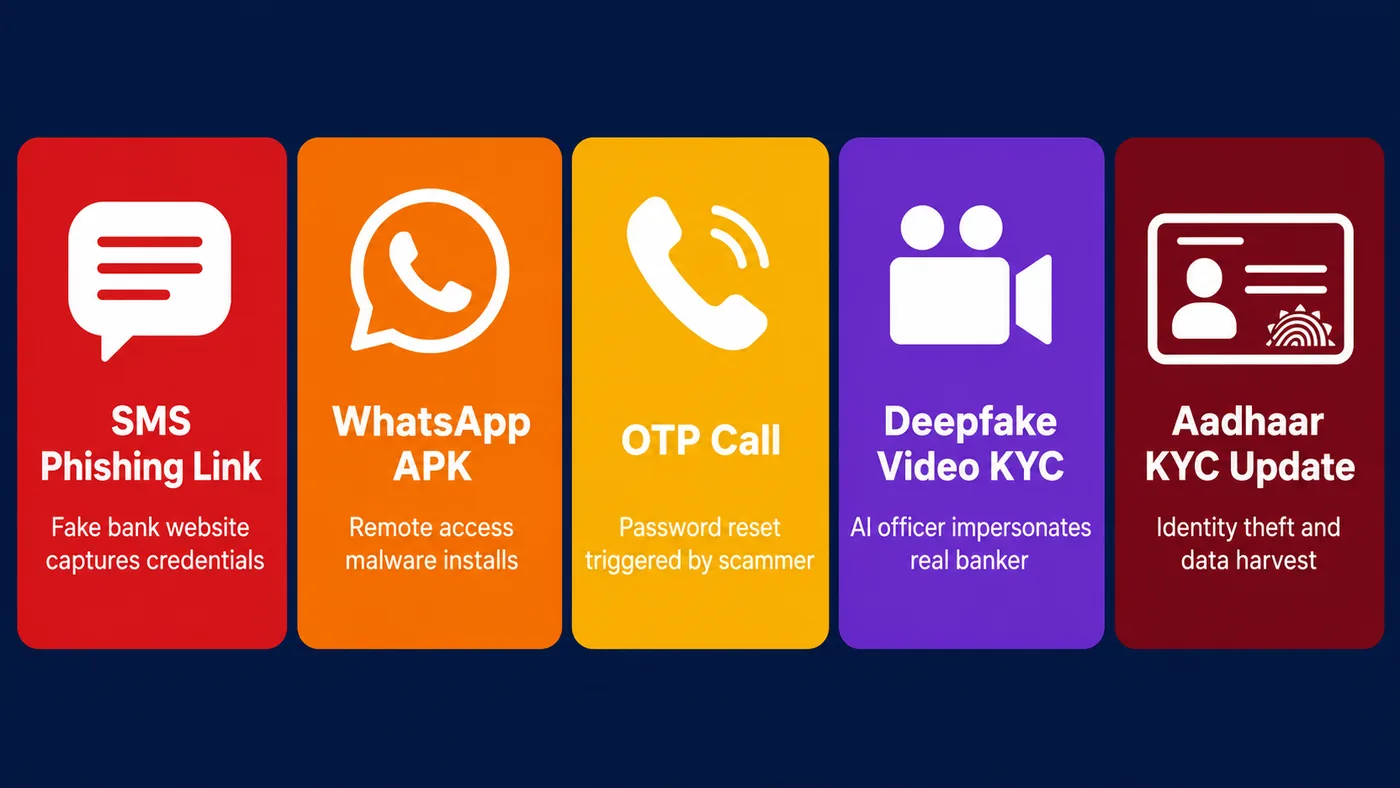 SMS
Phishing Link
Fake bank website
captures credentials
WhatsApp
APK
Remote access
malware installs
OTP Call
Password reset
triggered by scammer
Deepfake
Video KYC
AI officer impersonates
real banker
Aadhaar
KYC Update
Identity theft and
data harvest